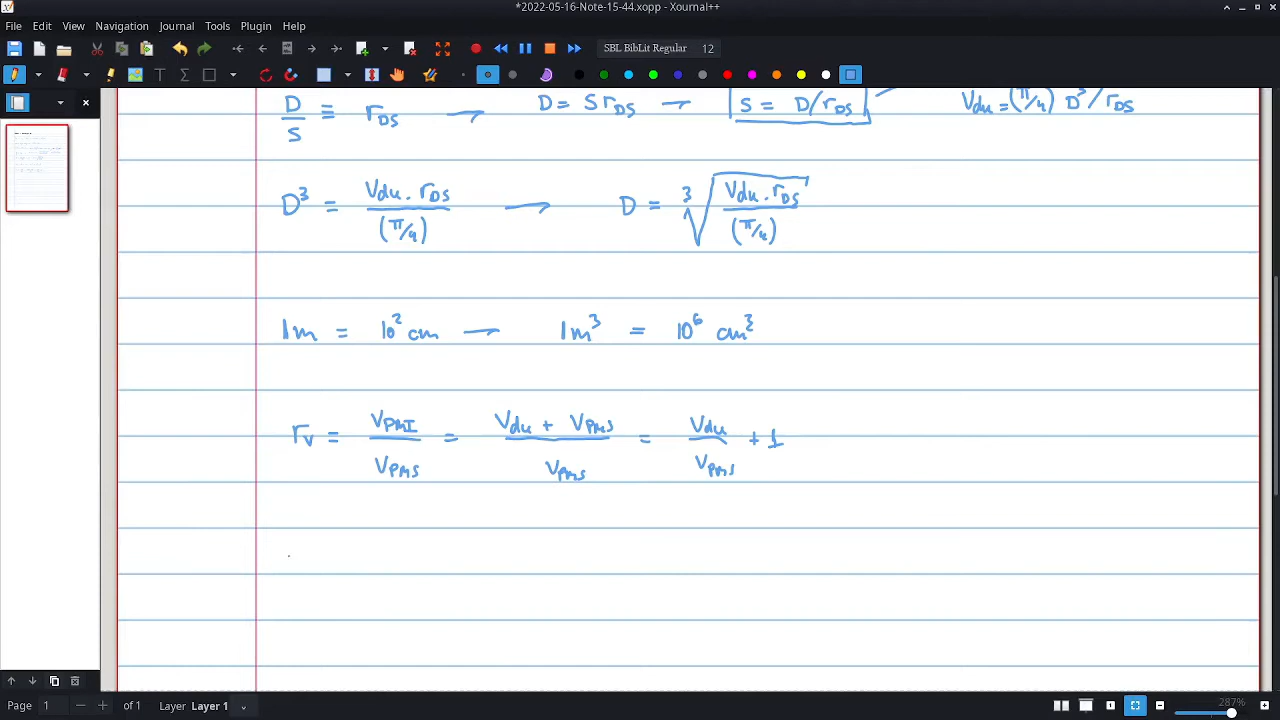 *2022-05-16-Note-15-44.xopp - Xournal++
File Edit View Navigation Journal Tools Plugin Help
SBL BibLit Regular 12
D/S ≡ r_DS → D = S r_DS → S = D/r_DS V_du = (π/4) D³/r_DS
D³ = V_du · r_DS / (π/4) → D = ³√(V_du · r_DS / (π/4))
1m = 10² cm → 1m³ = 10⁶ cm³
r_v ≡ V_PMI / V_PMS = (V_du + V_PMS) / V_PMS = V_du / V_PMS + 1
Page 1 of 1 Layer Layer 1 287%